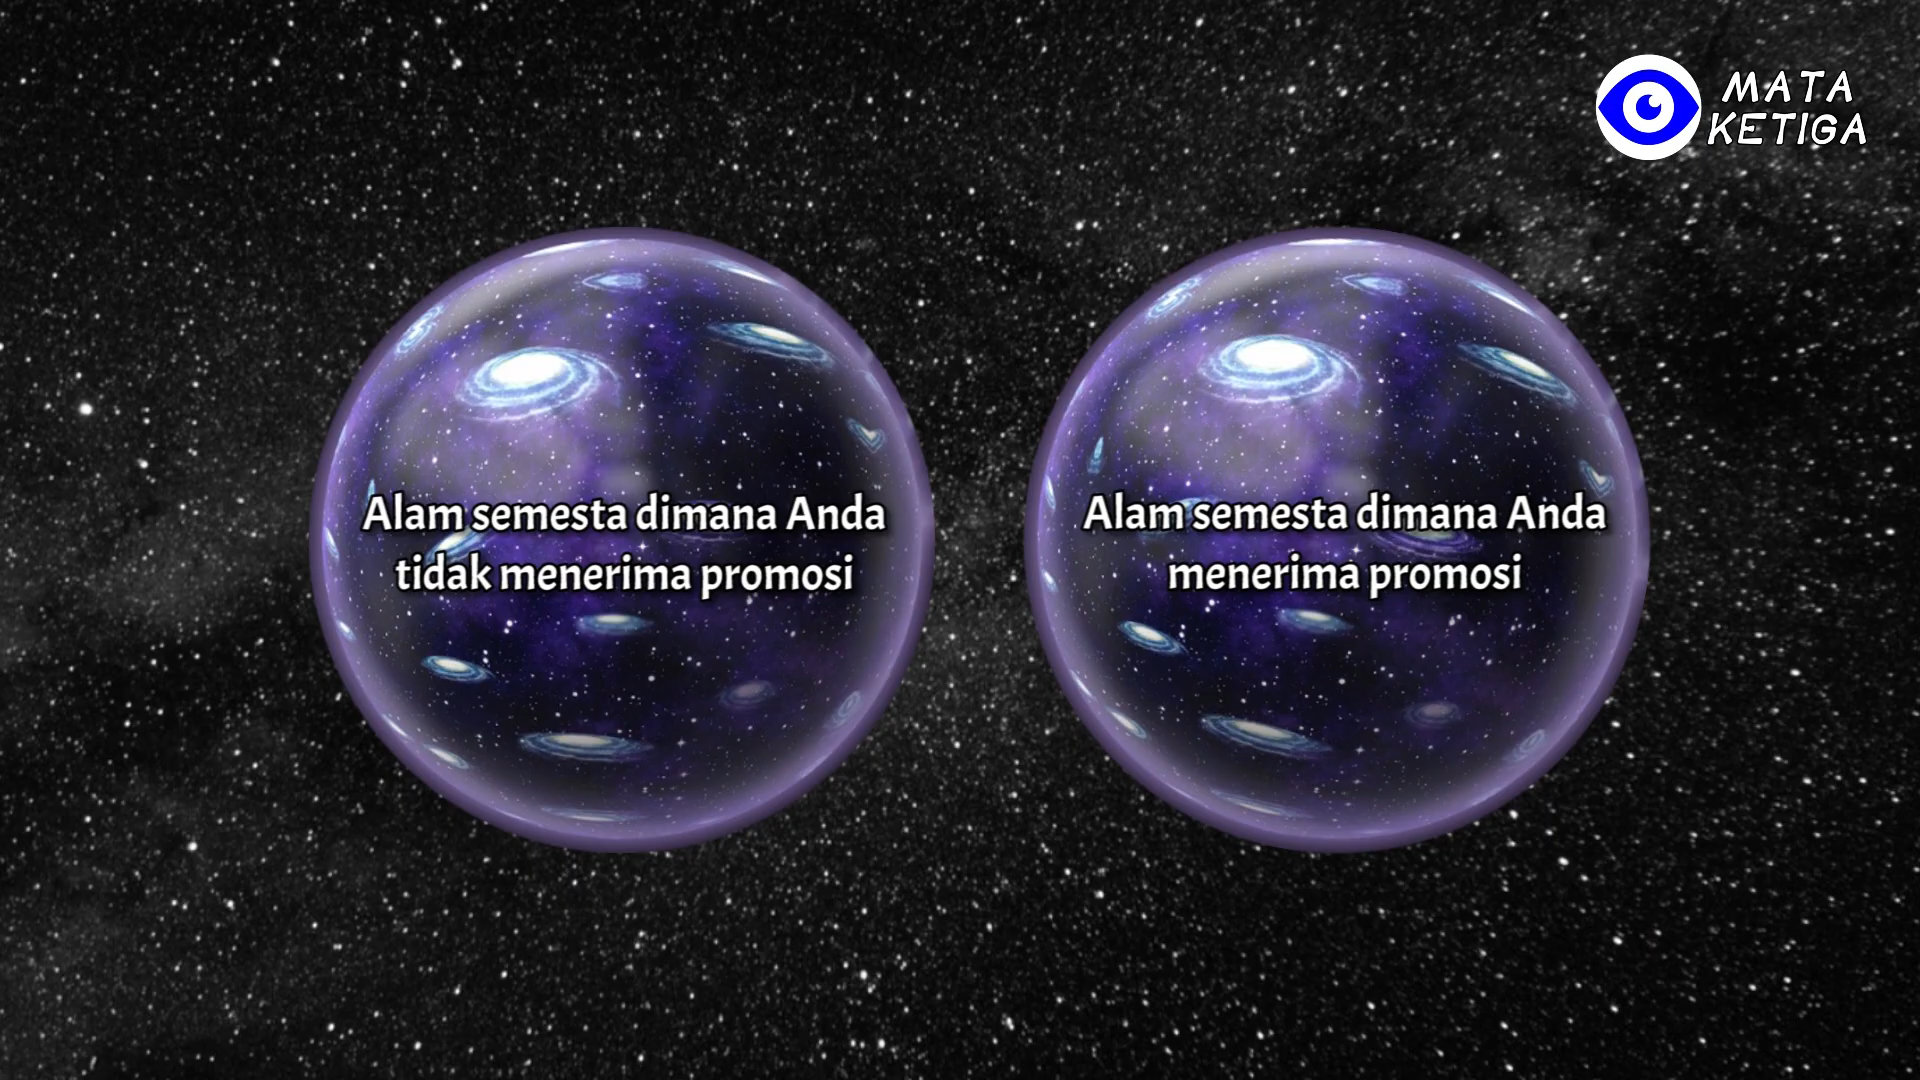 MATA
KETIGA
Alam semesta dimana Anda
tidak menerima promosi
Alam semesta dimana Anda
menerima promosi